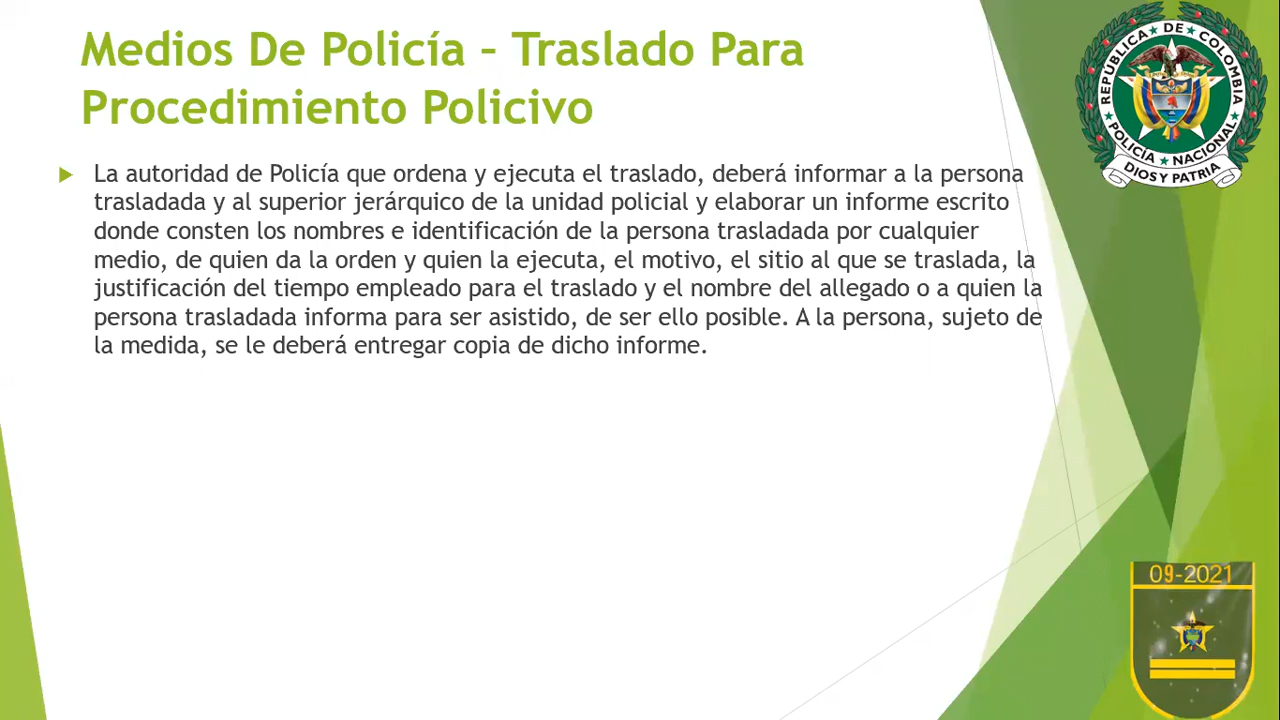 Medios De Policía – Traslado Para
Procedimiento Policivo
La autoridad de Policía que ordena y ejecuta el traslado, deberá informar a la persona
trasladada y al superior jerárquico de la unidad policial y elaborar un informe escrito
donde consten los nombres e identificación de la persona trasladada por cualquier
medio, de quien da la orden y quien la ejecuta, el motivo, el sitio al que se traslada, la
justificación del tiempo empleado para el traslado y el nombre del allegado o a quien la
persona trasladada informa para ser asistido, de ser ello posible. A la persona, sujeto de
la medida, se le deberá entregar copia de dicho informe.
REPÚBLICA DE COLOMBIA
POLICÍA NACIONAL
DIOS Y PATRIA
09-2021